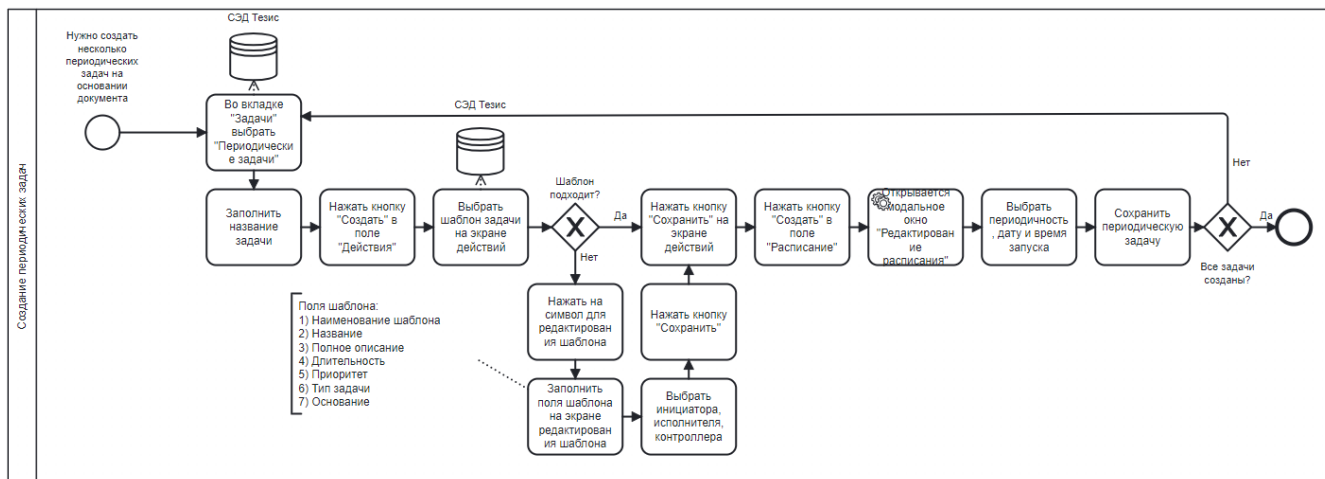 Создание периодических задач
Нужно создать
несколько
периодических
задач на
основании
документа
СЭД Тезис
Во вкладке
"Задачи"
выбрать
"Периодически
е задачи"
Заполнить
название
задачи
Нажать кнопку
"Создать" в
поле
"Действия"
СЭД Тезис
Выбрать
шаблон задачи
на экране
действий
Шаблон
подходит?
Да
Нет
Нажать кнопку
"Сохранить" на
экране
действий
Нажать кнопку
"Создать" в
поле
"Расписание"
Открывается
модальное
окно
"Редактирован
ие
расписания"
Выбрать
периодичность
, дату и время
запуска
Сохранить
периодическую
задачу
Нет
Да
Все задачи
созданы?
Поля шаблона:
1) Наименование шаблона
2) Название
3) Полное описание
4) Длительность
5) Приоритет
6) Тип задачи
7) Основание
Нажать на
символ для
редактирован
ия шаблона
Заполнить
поля шаблона
на экране
редактирован
ия шаблона
Выбрать
инициатора,
исполнителя,
контроллера
Нажать кнопку
"Сохранить"